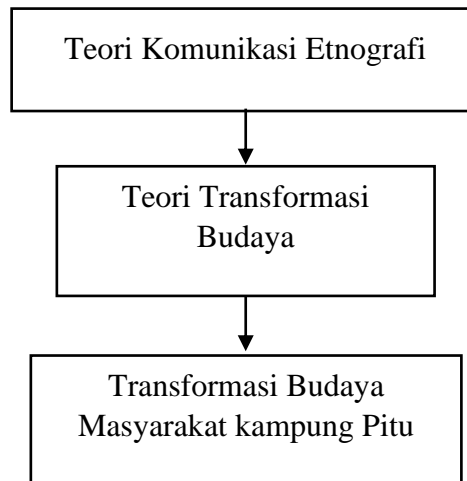 Teori Komunikasi Etnografi
Teori Transformasi
Budaya
Transformasi Budaya
Masyarakat kampung Pitu